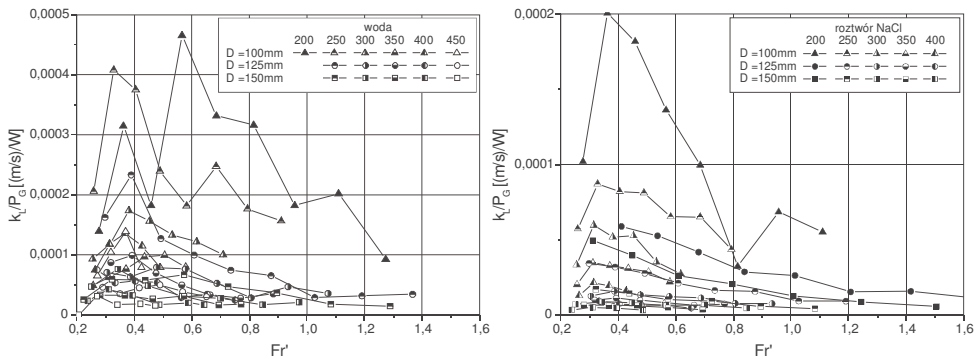 0,0005
0,0004
0,0003
0,0002
0,0001
0
k_L/P_G [(m/s)/W]
woda
200 250 300 350 400 450
D =100mm
D =125mm
D =150mm
0,2 0,4 0,6 0,8 1,0 1,2 1,4 1,6
Fr'
0,0002
0,0001
0
k_L/P_G [(m/s)/W]
roztwór NaCl
200 250 300 350 400
D =100mm
D =125mm
D =150mm
0,2 0,4 0,6 0,8 1,0 1,2 1,4 1,6
Fr'